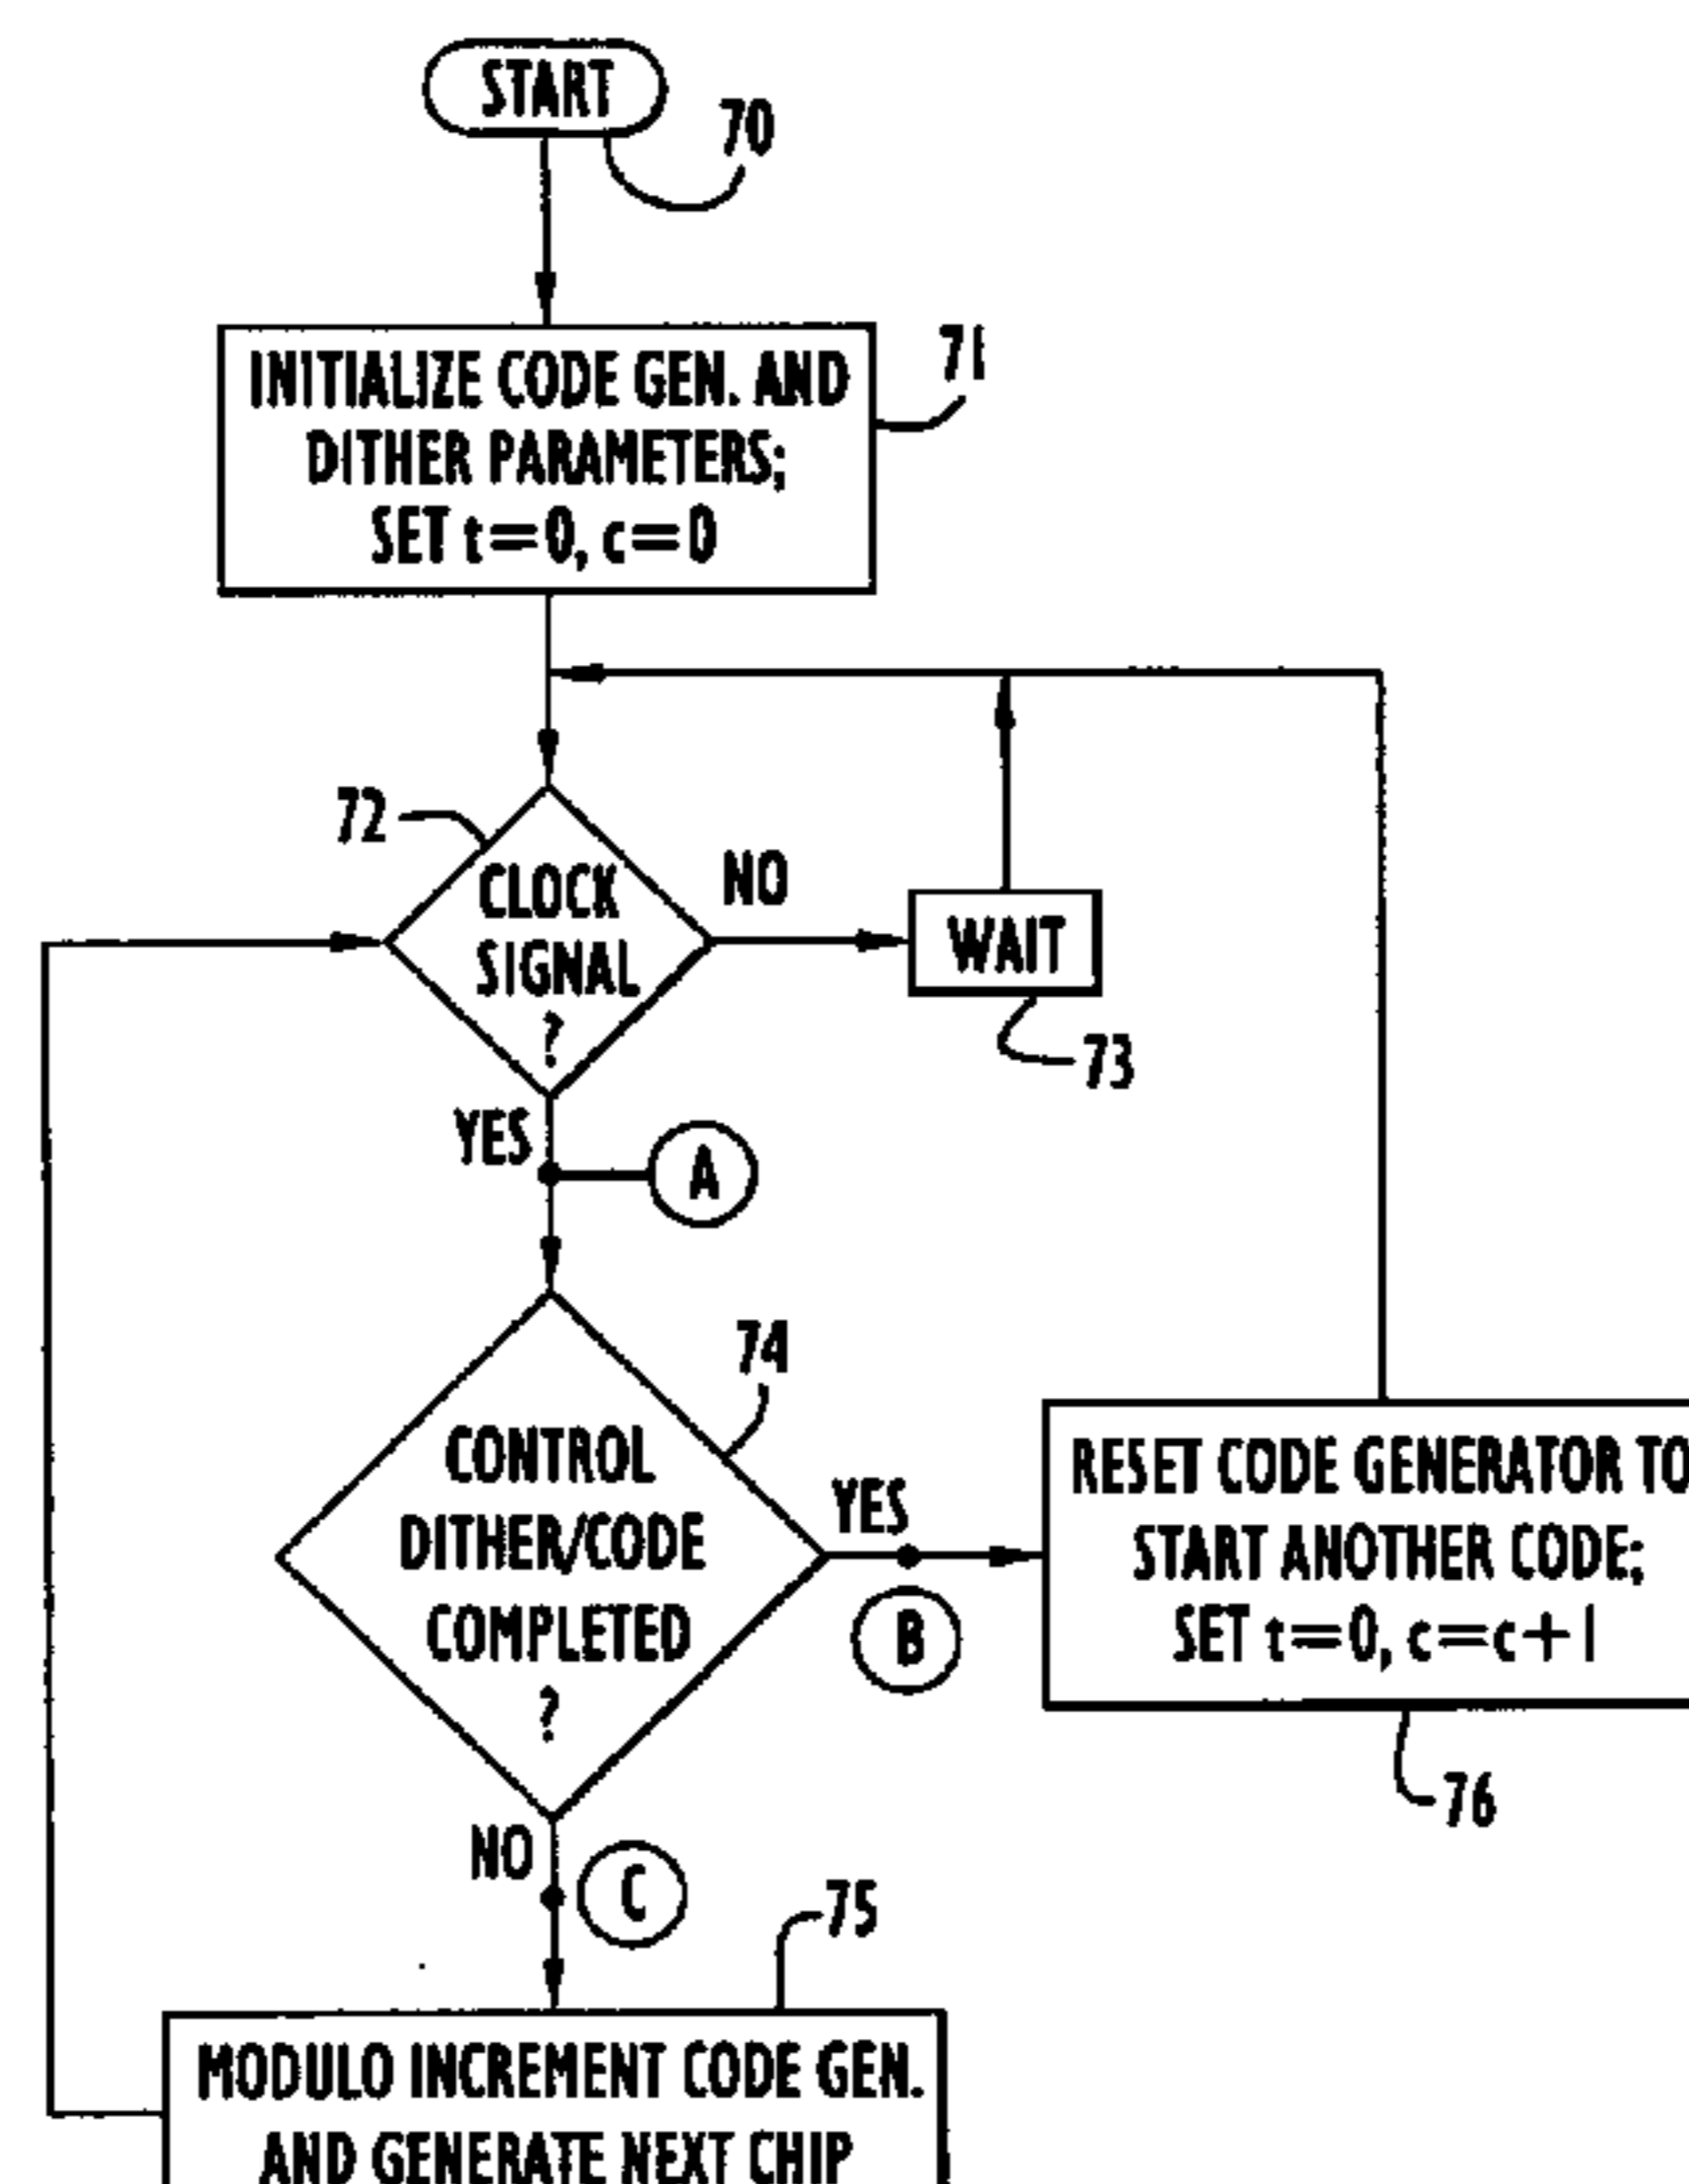 START
70
INITIALIZE CODE GEN. AND
DITHER PARAMETERS;
SET t=0, c=0
71
72
CLOCK
SIGNAL
?
NO
WAIT
73
YES
A
74
CONTROL
DITHER/CODE
COMPLETED
?
YES
B
RESET CODE GENERATOR TO
START ANOTHER CODE;
SET t=0, c=c+1
76
NO
C
75
MODULO INCREMENT CODE GEN.
AND GENERATE NEXT CHIP